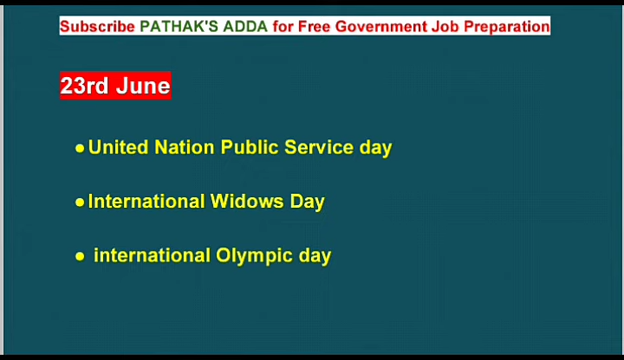 Subscribe PATHAK'S ADDA for Free Government Job Preparation
23rd June
● United Nation Public Service day
● International Widows Day
● international Olympic day